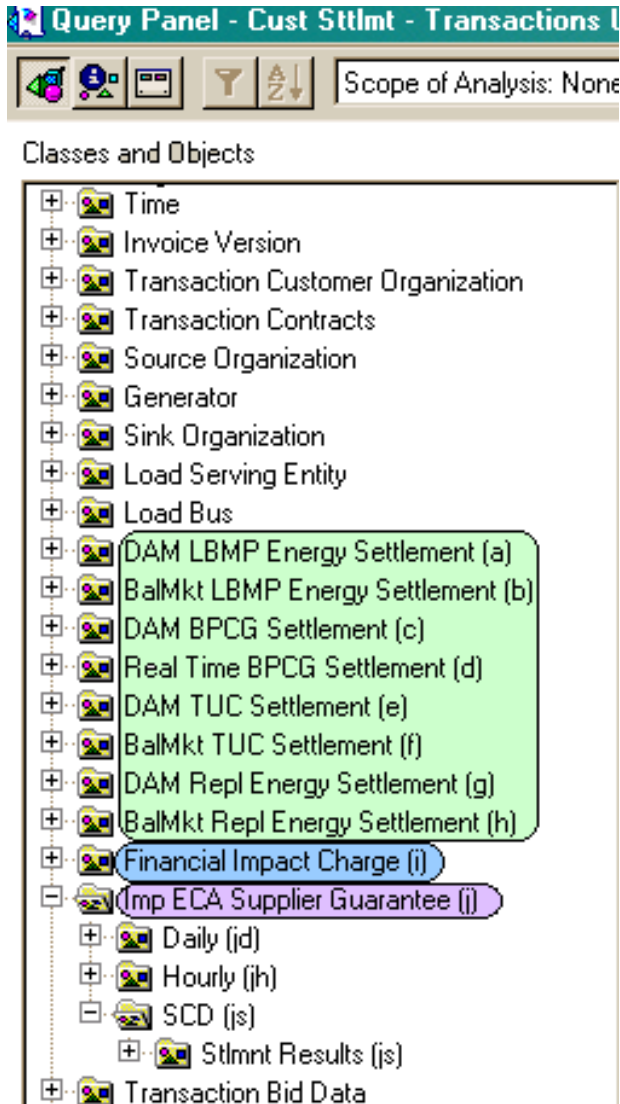 Query Panel - Cust Sttlmt - Transactions
Scope of Analysis: None
Classes and Objects
Time
Invoice Version
Transaction Customer Organization
Transaction Contracts
Source Organization
Generator
Sink Organization
Load Serving Entity
Load Bus
DAM LBMP Energy Settlement (a)
BalMkt LBMP Energy Settlement (b)
DAM BPCG Settlement (c)
Real Time BPCG Settlement (d)
DAM TUC Settlement (e)
BalMkt TUC Settlement (f)
DAM Repl Energy Settlement (g)
BalMkt Repl Energy Settlement (h)
Financial Impact Charge (i)
Imp ECA Supplier Guarantee (j)
Daily (jd)
Hourly (jh)
SCD (js)
Stlmnt Results (js)
Transaction Bid Data